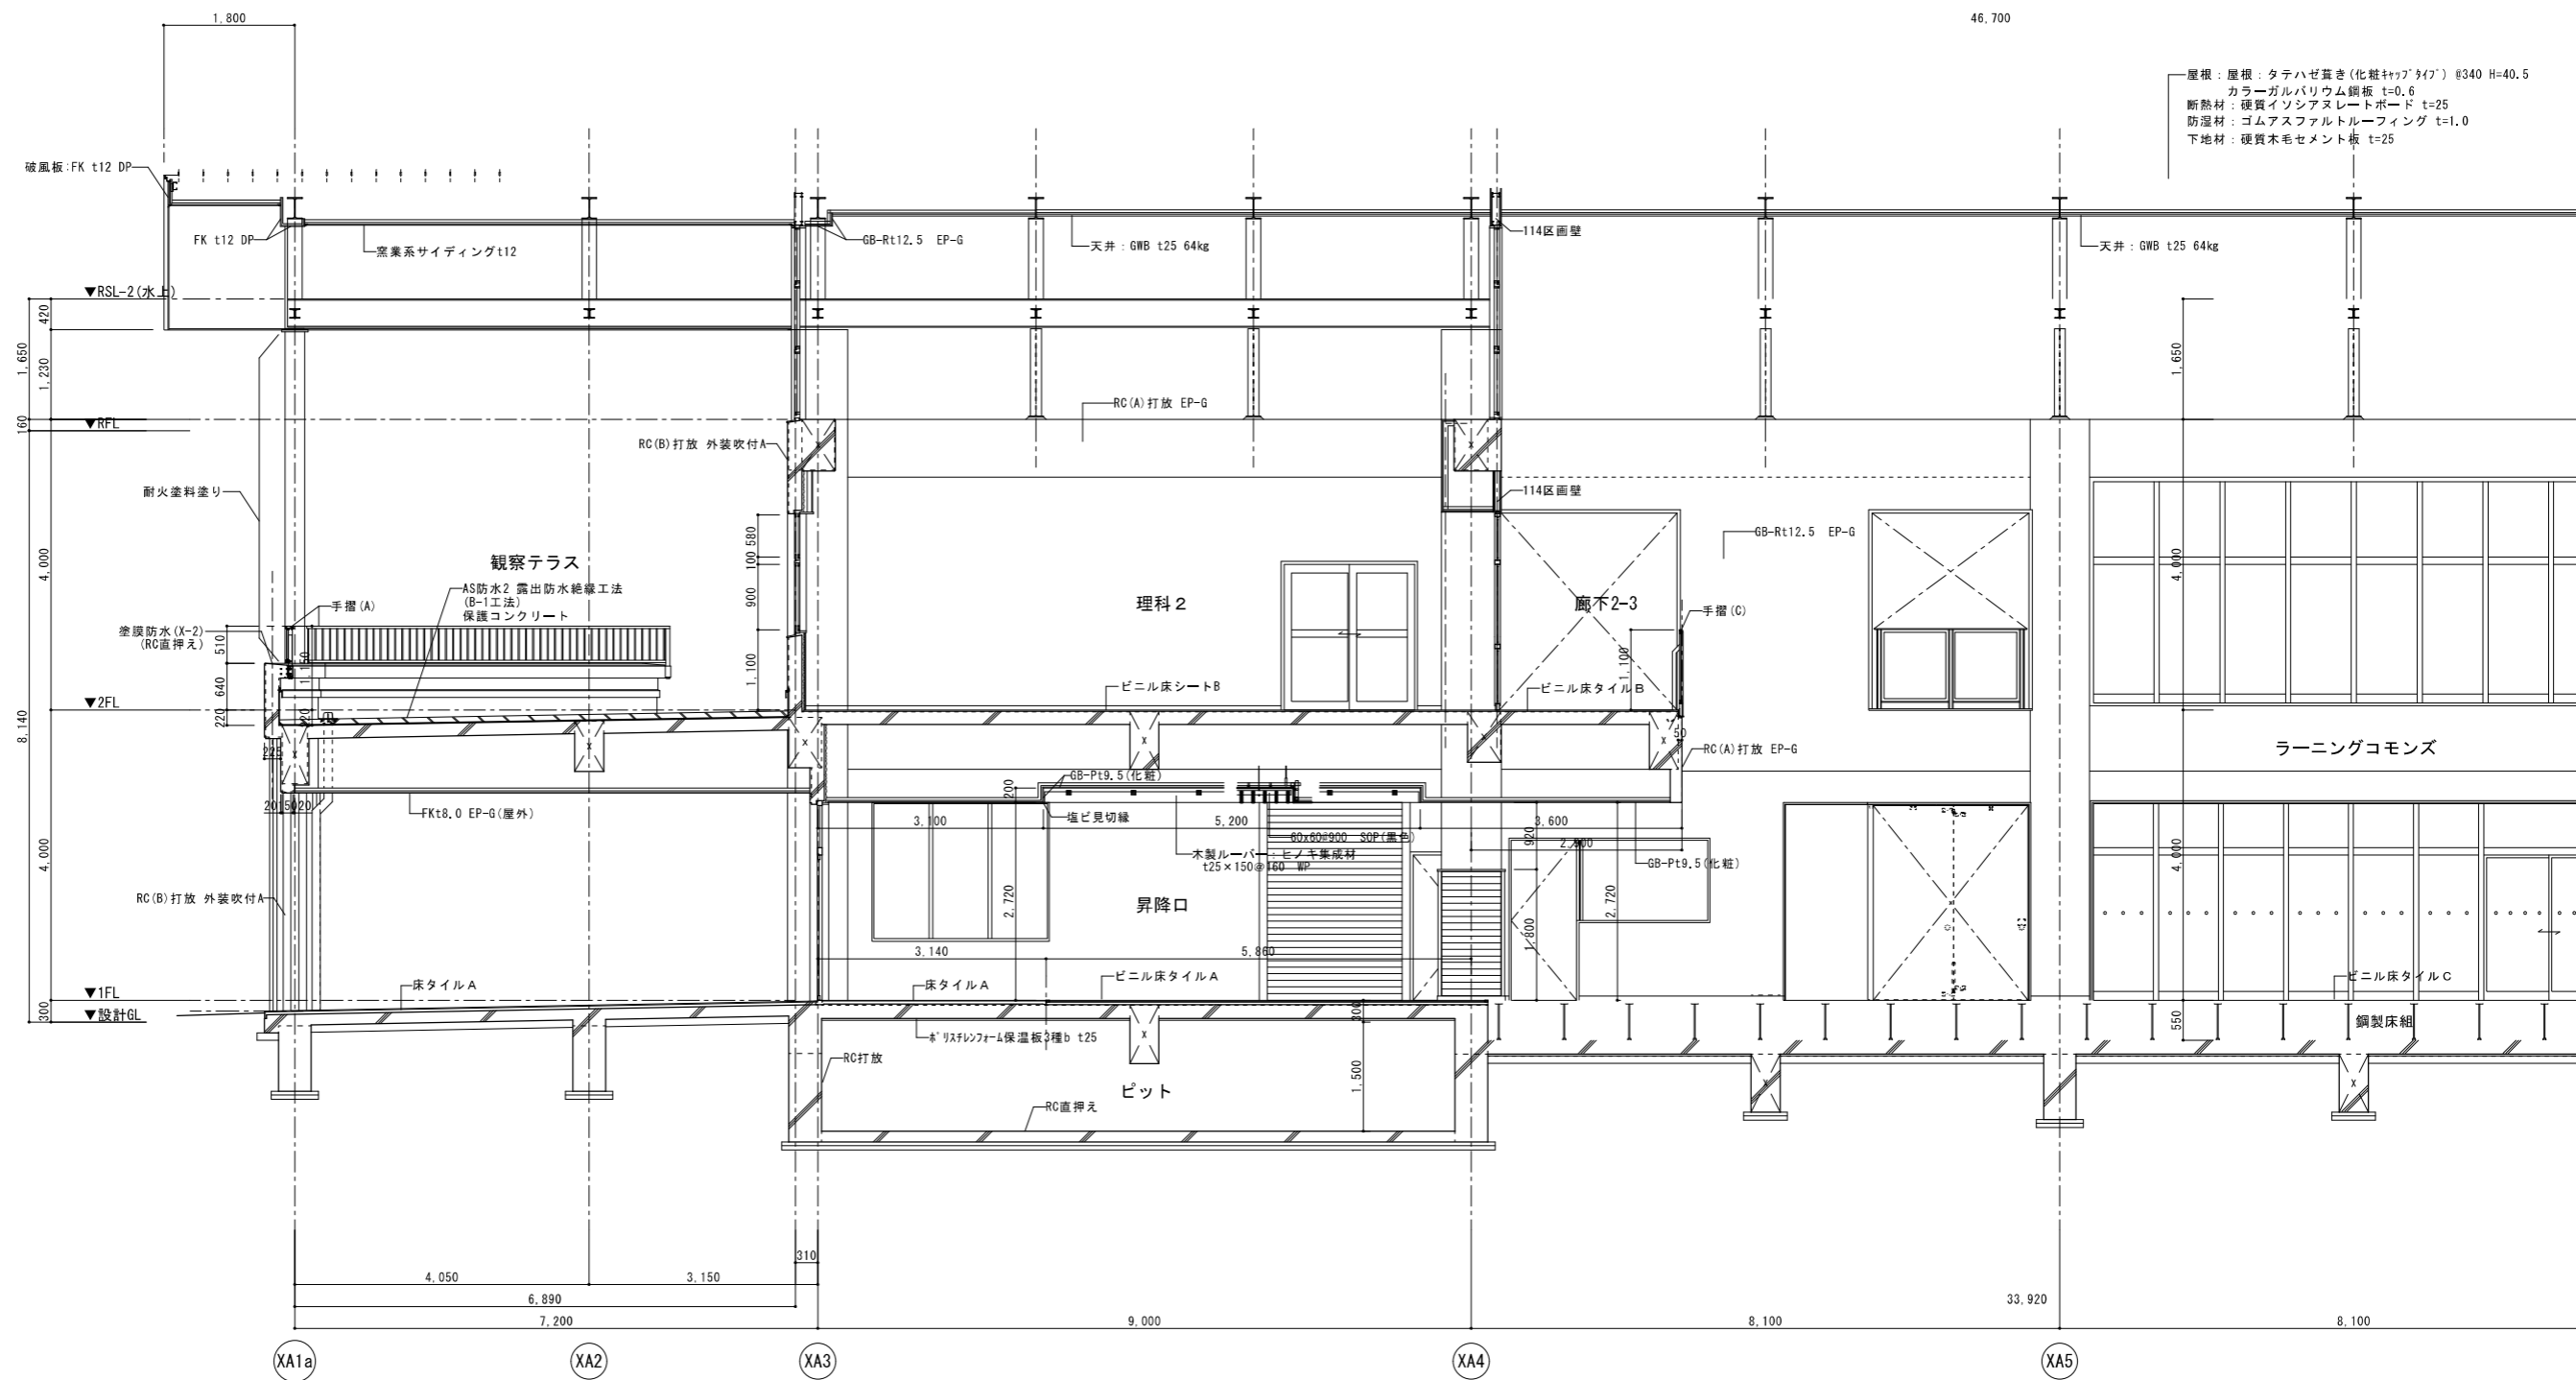 1,800
46,700
屋根：屋根：タテハゼ葺き(化粧ｷｬｯﾌﾟﾀｲﾌﾟ) @340 H=40.5
カラーガルバリウム鋼板 t=0.6
断熱材：硬質イソシアヌレートボード t=25
防湿材：ゴムアスファルトルーフィング t=1.0
下地材：硬質木毛セメント板 t=25
破風板:FK t12 DP
FK t12 DP
窯業系サイディングt12
GB-Rt12.5 EP-G
天井：GWB t25 64kg
114区画壁
天井：GWB t25 64kg
▼RSL-2(水上)
420
1,650
1,230
1,650
▼RFL
160
RC(A)打放 EP-G
RC(B)打放 外装吹付A
耐火塗料塗り
114区画壁
GB-Rt12.5 EP-G
4,000
580
100
900
1,100
4,000
観察テラス
AS防水2 露出防水絶縁工法
(B-1工法)
保護コンクリート
手摺(A)
塗膜防水(X-2)
(RC直押え)
510
1,150
640
220
220
理科２
廊下2-3
手摺(C)
1,100
ビニル床シートB
ビニル床タイルB
▼2FL
8,140
225
50
RC(A)打放 EP-G
ラーニングコモンズ
GB-Pt9.5(化粧)
200
2015020
FKt8.0 EP-G(屋外)
塩ビ見切縁
3,100
5,200
3,600
60x60@900 SOP(黒色)
920
2,900
木製ルーバー：ヒノキ集成材
t25×150@160 WP
GB-Pt9.5(化粧)
4,000
4,000
RC(B)打放 外装吹付A
2,720
昇降口
2,720
1,800
3,140
5,860
床タイルA
床タイルA
ビニル床タイルA
ビニル床タイルC
▼1FL
▼設計GL
300
300
550
鋼製床組
ﾎﾟﾘｽﾁﾚﾝﾌｫｰﾑ保温板3種b t25
RC打放
1,500
ピット
RC直押え
310
4,050
3,150
6,890
33,920
7,200
9,000
8,100
8,100
XA1a
XA2
XA3
XA4
XA5